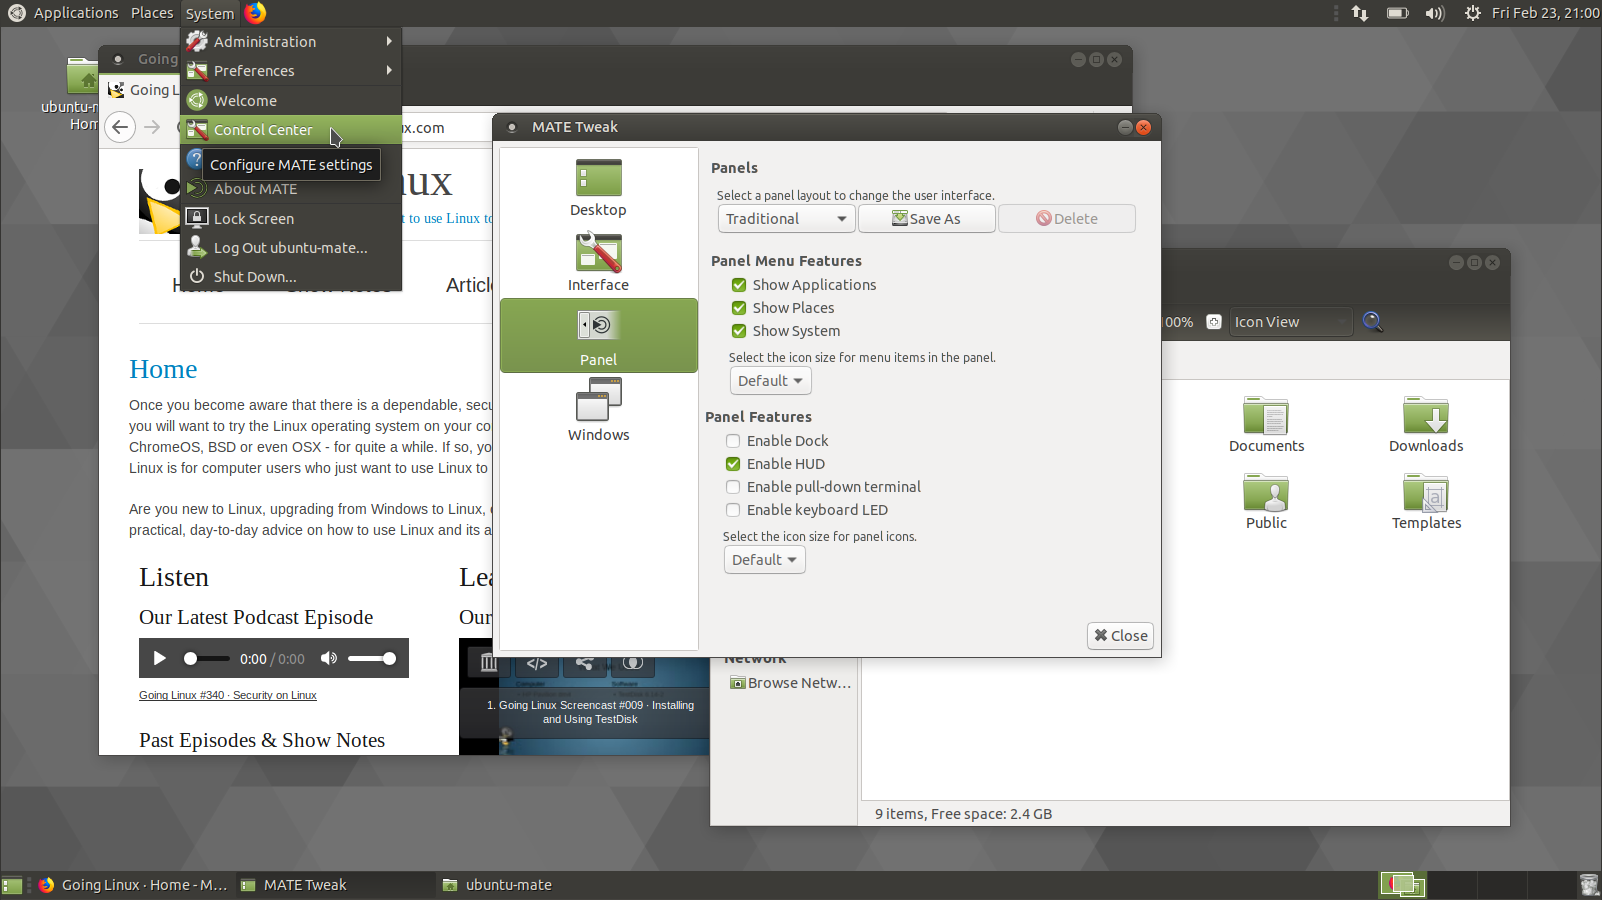 Applications Places System
Fri Feb 23, 21:00
Administration
Preferences
Welcome
Control Center
Configure MATE settings
About MATE
Lock Screen
Log Out ubuntu-mate...
Shut Down...
Going
Going L
ux.com
nux
t to use Linux to
Home
Show Notes
Articl
Home
Once you become aware that there is a dependable, secu
you will want to try the Linux operating system on your co
ChromeOS, BSD or even OSX - for quite a while. If so, yo
Linux is for computer users who just want to use Linux to
Are you new to Linux, upgrading from Windows to Linux, 
practical, day-to-day advice on how to use Linux and its a
Listen
Our Latest Podcast Episode
0:00 / 0:00
Going Linux #340 · Security on Linux
Past Episodes & Show Notes
Lea
Our
1. Going Linux Screencast #009 · Installing
and Using TestDisk
MATE Tweak
Desktop
Interface
Panel
Windows
Panels
Select a panel layout to change the user interface.
Traditional
Save As
Delete
Panel Menu Features
Show Applications
Show Places
Show System
Select the icon size for menu items in the panel.
Default
Panel Features
Enable Dock
Enable HUD
Enable pull-down terminal
Enable keyboard LED
Select the icon size for panel icons.
Default
Close
100%
Icon View
Documents
Downloads
Public
Templates
Network
Browse Netw...
9 items, Free space: 2.4 GB
ubuntu-m
Hom
Going Linux · Home - M...
MATE Tweak
ubuntu-mate